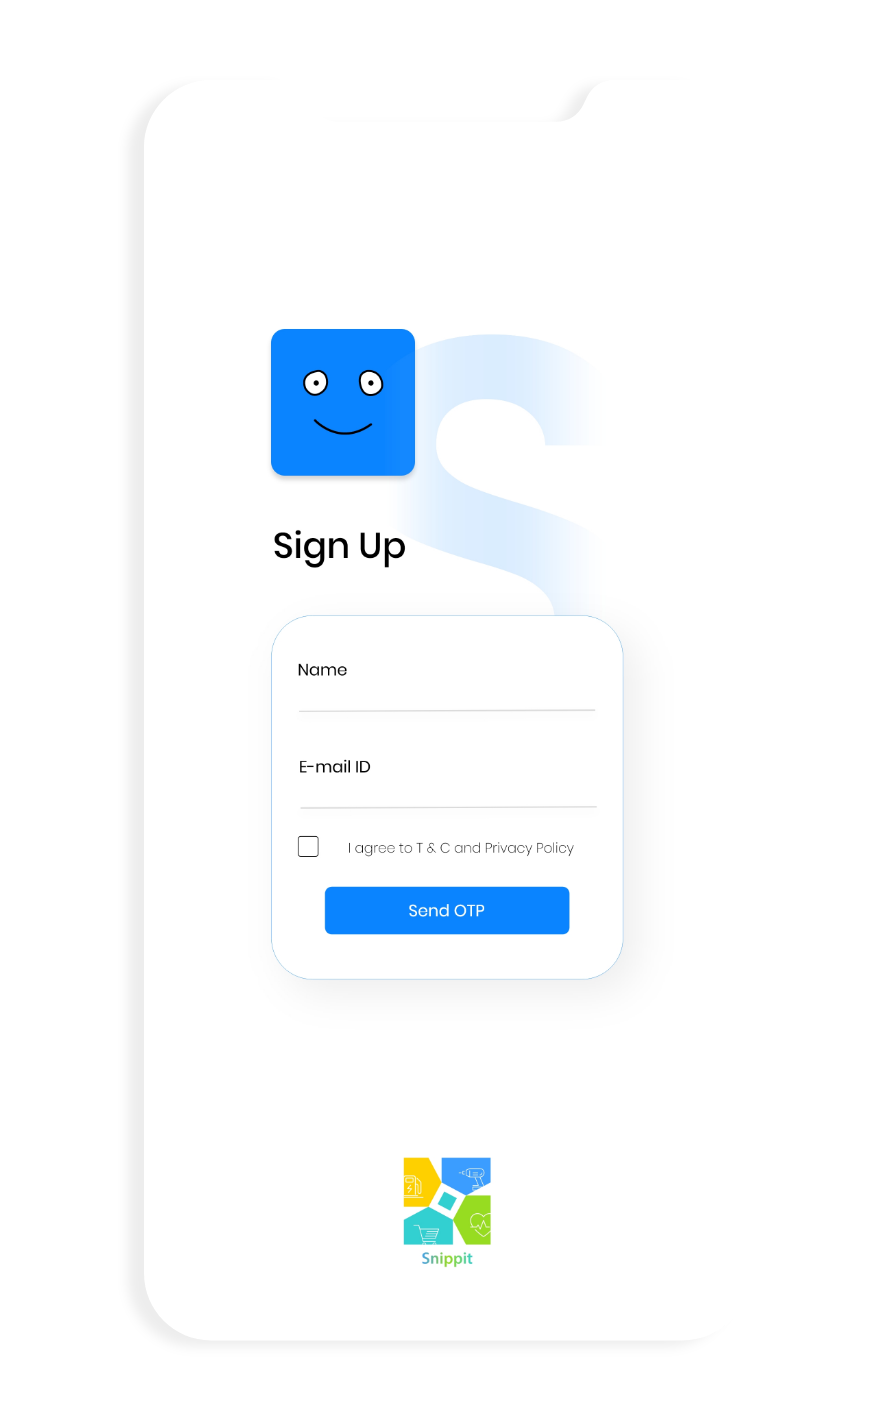 S
Sign Up
Name
E-mail ID
I agree to T & C and Privacy Policy
Send OTP
Snippit